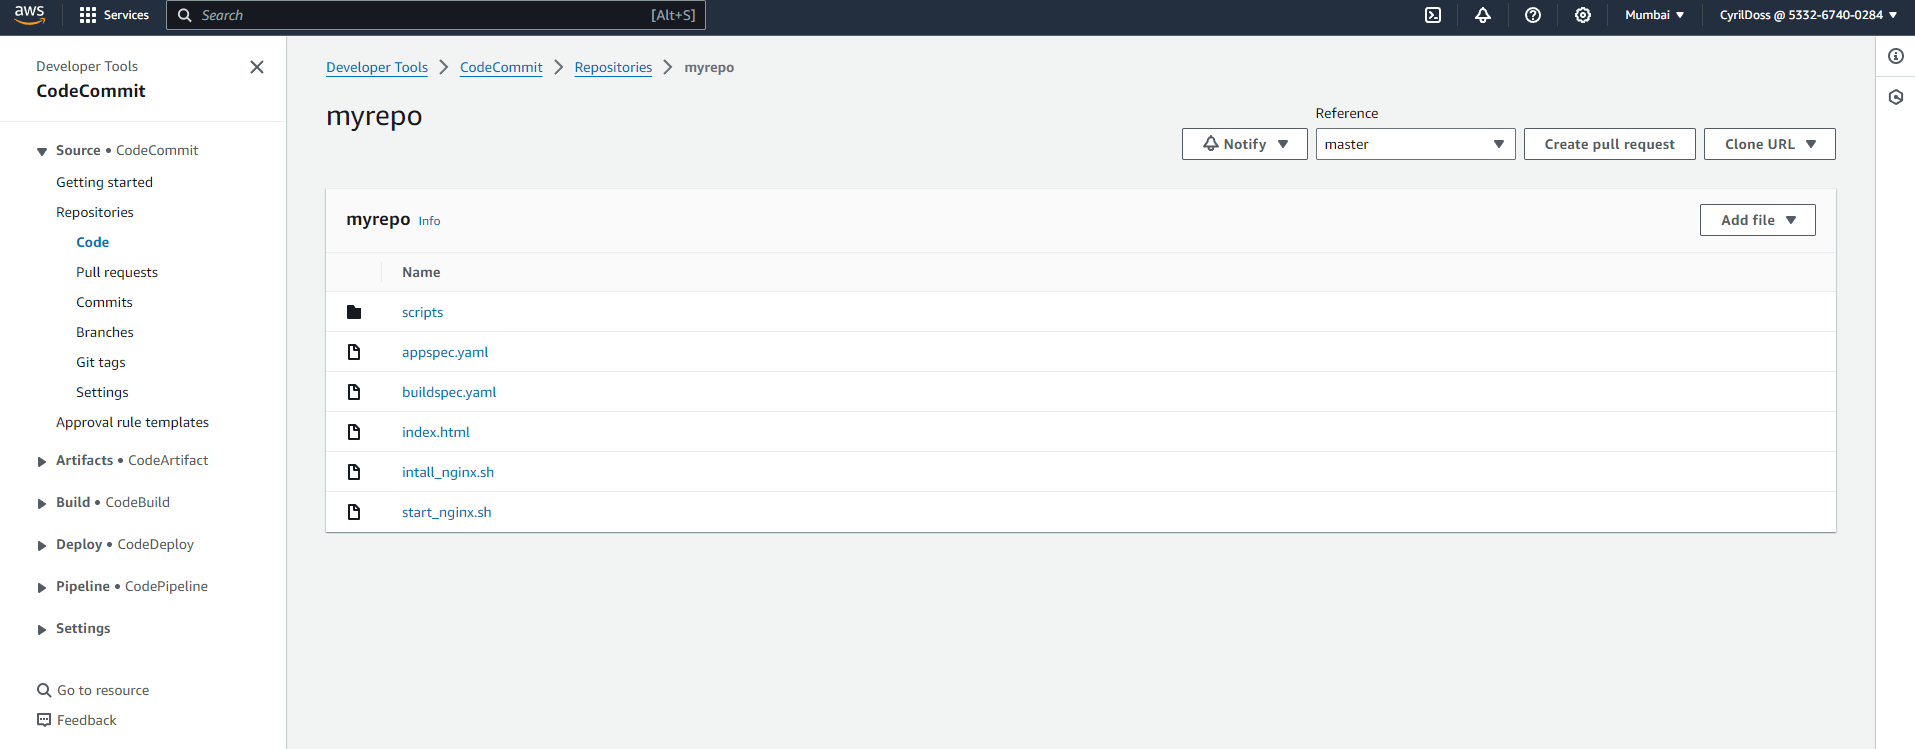 aws
Services
Search
[Alt+S]
Mumbai
CyrilDoss @ 5332-6740-0284
Developer Tools
CodeCommit
Source • CodeCommit
Getting started
Repositories
Code
Pull requests
Commits
Branches
Git tags
Settings
Approval rule templates
Artifacts • CodeArtifact
Build • CodeBuild
Deploy • CodeDeploy
Pipeline • CodePipeline
Settings
Go to resource
Feedback
Developer Tools > CodeCommit > Repositories > myrepo
myrepo
Reference
Notify
master
Create pull request
Clone URL
myrepo Info
Add file
Name
scripts
appspec.yaml
buildspec.yaml
index.html
intall_nginx.sh
start_nginx.sh